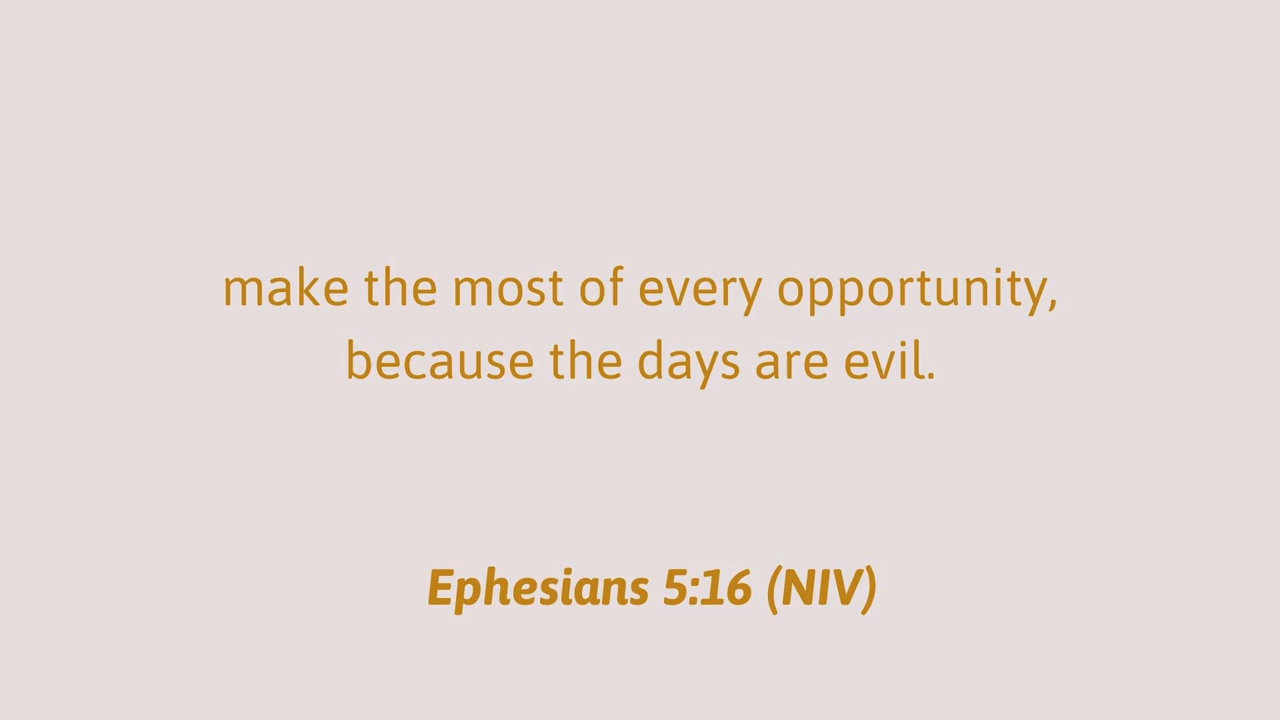 make the most of every opportunity,
because the days are evil.
Ephesians 5:16 (NIV)